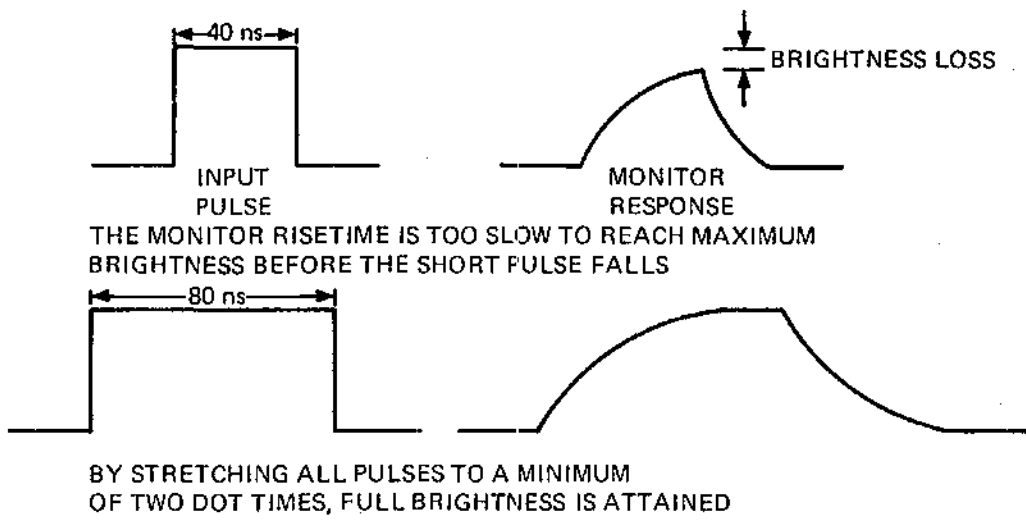 40 ns
BRIGHTNESS LOSS
INPUT
PULSE
MONITOR
RESPONSE
THE MONITOR RISETIME IS TOO SLOW TO REACH MAXIMUM
BRIGHTNESS BEFORE THE SHORT PULSE FALLS
80 ns
BY STRETCHING ALL PULSES TO A MINIMUM
OF TWO DOT TIMES, FULL BRIGHTNESS IS ATTAINED